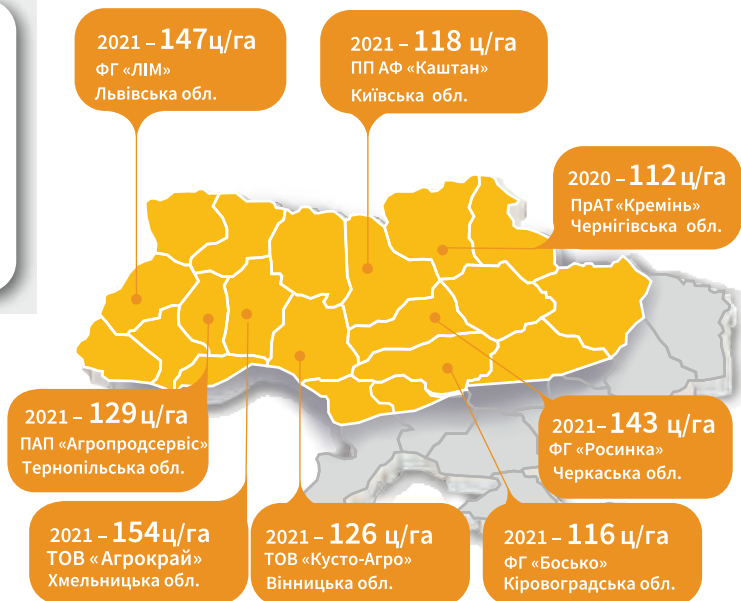 2021 – 147ц/га
ФГ «ЛІМ»
Львівська обл.
2021 – 118 ц/га
ПП АФ «Каштан»
Київська обл.
2020 – 112 ц/га
ПрАТ «Кремінь»
Чернігівська обл.
2021 – 129 ц/га
ПАП «Агропродсервіс»
Тернопільська обл.
2021– 143 ц/га
ФГ «Росинка»
Черкаська обл.
2021 – 154ц/га
ТОВ «Агрокрай»
Хмельницька обл.
2021 – 126 ц/га
ТОВ «Кусто-Агро»
Вінницька обл.
2021 – 116 ц/га
ФГ «Босько»
Кіровоградська обл.